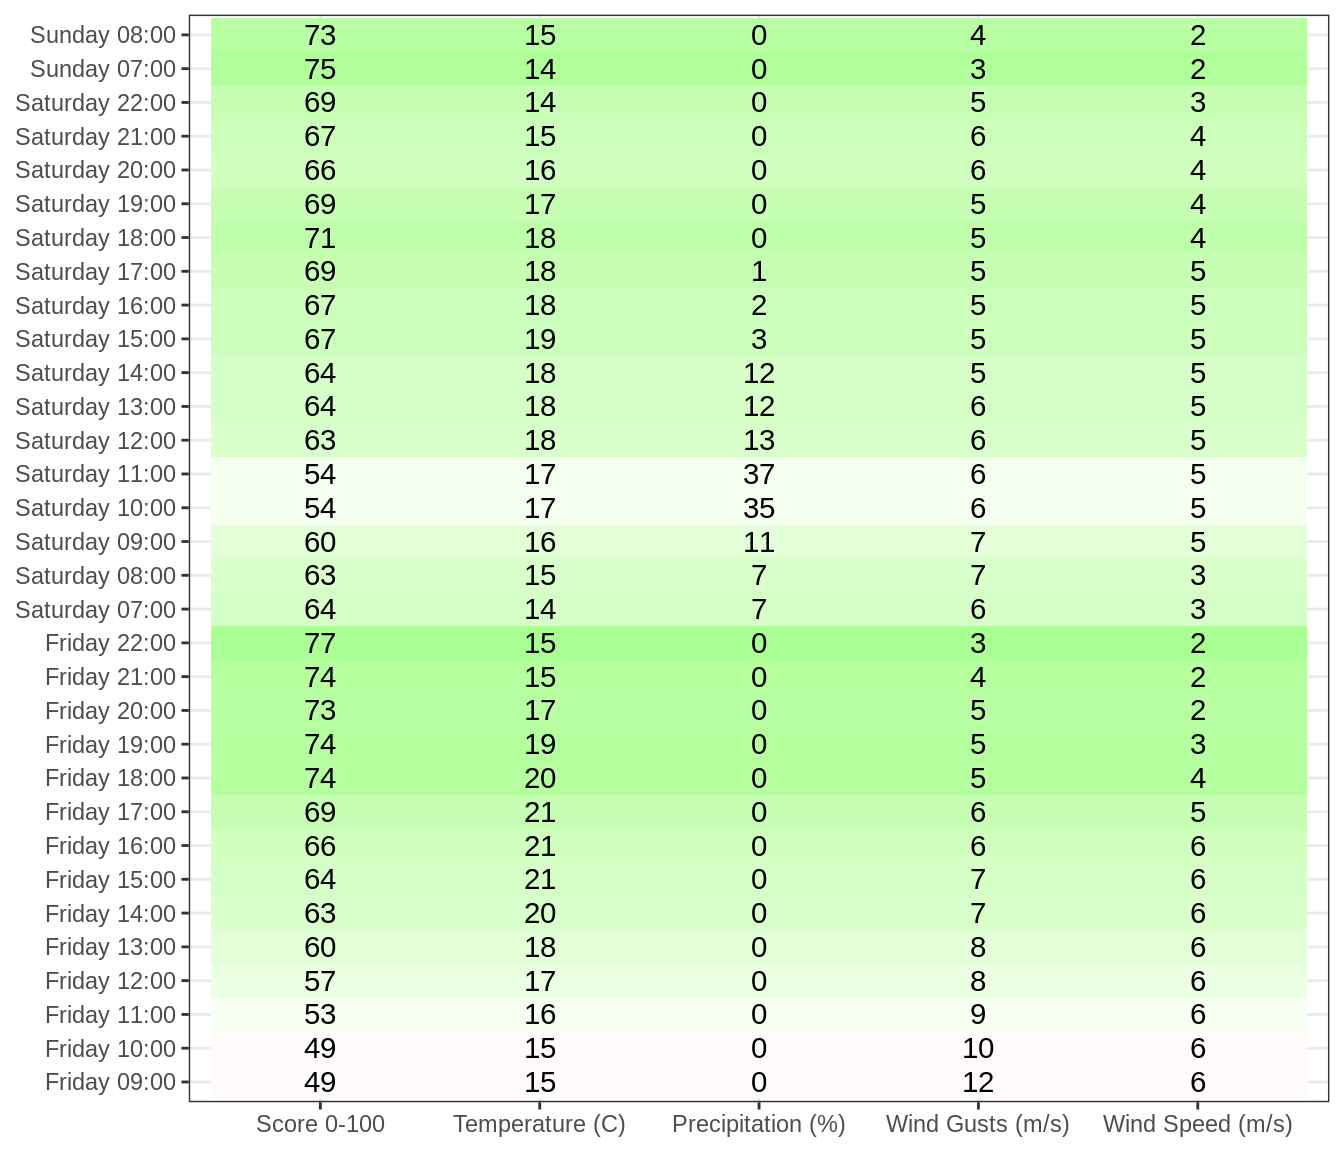 Sunday 08:00 73 15 0 4 2
Sunday 07:00 75 14 0 3 2
Saturday 22:00 69 14 0 5 3
Saturday 21:00 67 15 0 6 4
Saturday 20:00 66 16 0 6 4
Saturday 19:00 69 17 0 5 4
Saturday 18:00 71 18 0 5 4
Saturday 17:00 69 18 1 5 5
Saturday 16:00 67 18 2 5 5
Saturday 15:00 67 19 3 5 5
Saturday 14:00 64 18 12 5 5
Saturday 13:00 64 18 12 6 5
Saturday 12:00 63 18 13 6 5
Saturday 11:00 54 17 37 6 5
Saturday 10:00 54 17 35 6 5
Saturday 09:00 60 16 11 7 5
Saturday 08:00 63 15 7 7 3
Saturday 07:00 64 14 7 6 3
Friday 22:00 77 15 0 3 2
Friday 21:00 74 15 0 4 2
Friday 20:00 73 17 0 5 2
Friday 19:00 74 19 0 5 3
Friday 18:00 74 20 0 5 4
Friday 17:00 69 21 0 6 5
Friday 16:00 66 21 0 6 6
Friday 15:00 64 21 0 7 6
Friday 14:00 63 20 0 7 6
Friday 13:00 60 18 0 8 6
Friday 12:00 57 17 0 8 6
Friday 11:00 53 16 0 9 6
Friday 10:00 49 15 0 10 6
Friday 09:00 49 15 0 12 6
Score 0-100 Temperature (C) Precipitation (%) Wind Gusts (m/s) Wind Speed (m/s)